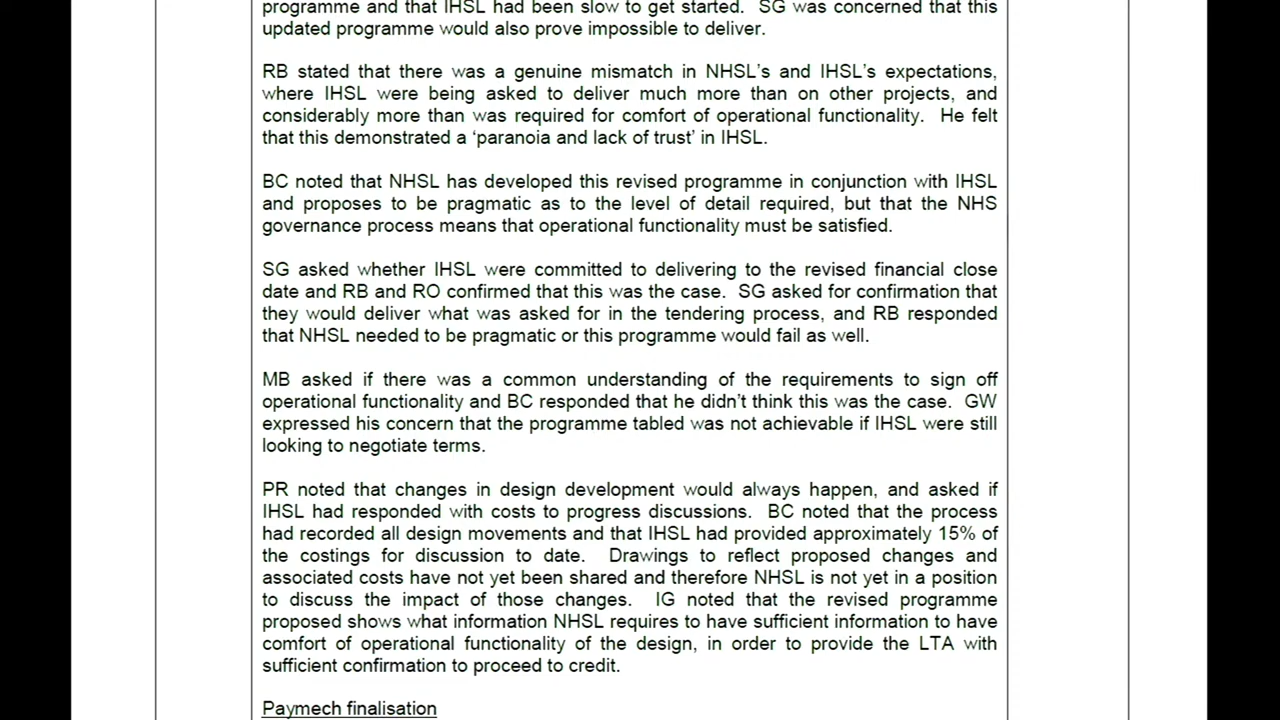 programme and that IHSL had been slow to get started. SG was concerned that this
updated programme would also prove impossible to deliver.
RB stated that there was a genuine mismatch in NHSL's and IHSL's expectations,
where IHSL were being asked to deliver much more than on other projects, and
considerably more than was required for comfort of operational functionality. He felt
that this demonstrated a 'paranoia and lack of trust' in IHSL.
BC noted that NHSL has developed this revised programme in conjunction with IHSL
and proposes to be pragmatic as to the level of detail required, but that the NHS
governance process means that operational functionality must be satisfied.
SG asked whether IHSL were committed to delivering to the revised financial close
date and RB and RO confirmed that this was the case. SG asked for confirmation that
they would deliver what was asked for in the tendering process, and RB responded
that NHSL needed to be pragmatic or this programme would fail as well.
MB asked if there was a common understanding of the requirements to sign off
operational functionality and BC responded that he didn't think this was the case. GW
expressed his concern that the programme tabled was not achievable if IHSL were still
looking to negotiate terms.
PR noted that changes in design development would always happen, and asked if
IHSL had responded with costs to progress discussions. BC noted that the process
had recorded all design movements and that IHSL had provided approximately 15% of
the costings for discussion to date. Drawings to reflect proposed changes and
associated costs have not yet been shared and therefore NHSL is not yet in a position
to discuss the impact of those changes. IG noted that the revised programme
proposed shows what information NHSL requires to have sufficient information to have
comfort of operational functionality of the design, in order to provide the LTA with
sufficient confirmation to proceed to credit.
Paymech finalisation